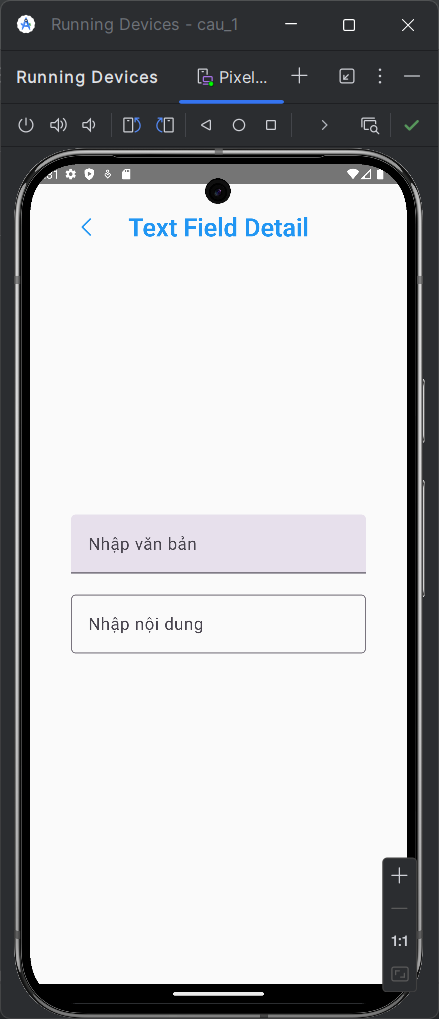 Running Devices - cau_1
Running Devices
Pixel...
Text Field Detail
Nhập văn bản
Nhập nội dung
1:1